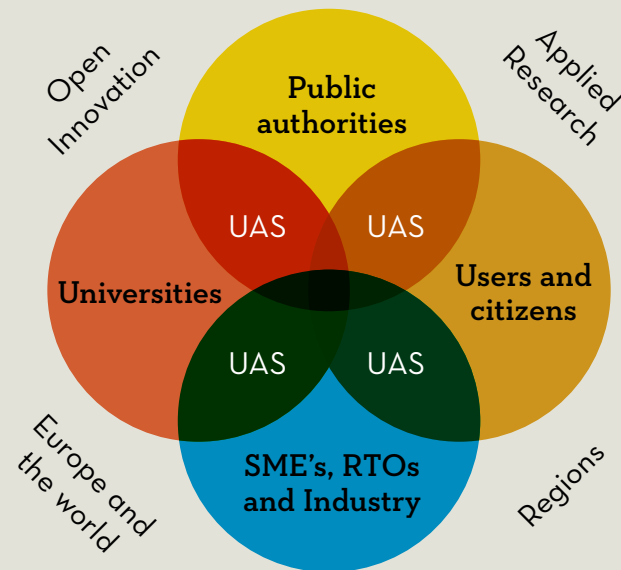 Open
Innovation
Applied
Research
Public
authorities
UAS
UAS
Universities
Users and
citizens
UAS
UAS
SME's, RTOs
and Industry
Europe and
the world
Regions